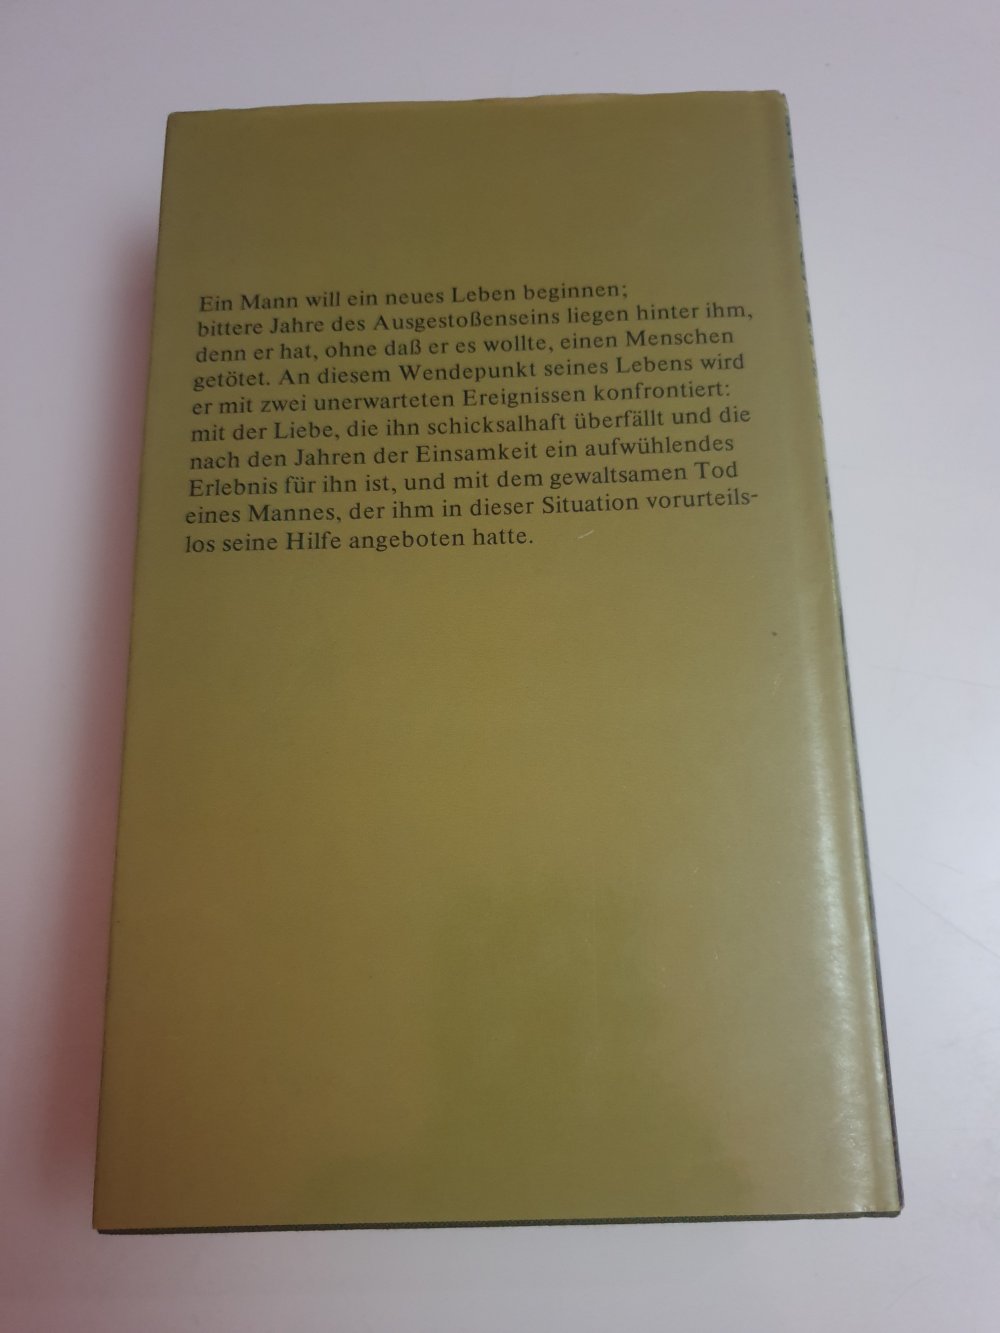 Ein Mann will ein neues Leben beginnen;
bittere Jahre des Ausgestoßenseins liegen hinter ihm,
denn er hat, ohne daß er es wollte, einen Menschen
getötet. An diesem Wendepunkt seines Lebens wird
er mit zwei unerwarteten Ereignissen konfrontiert:
mit der Liebe, die ihn schicksalhaft überfällt und die
nach den Jahren der Einsamkeit ein aufwühlendes
Erlebnis für ihn ist, und mit dem gewaltsamen Tod
eines Mannes, der ihm in dieser Situation vorurteils-
los seine Hilfe angeboten hatte.